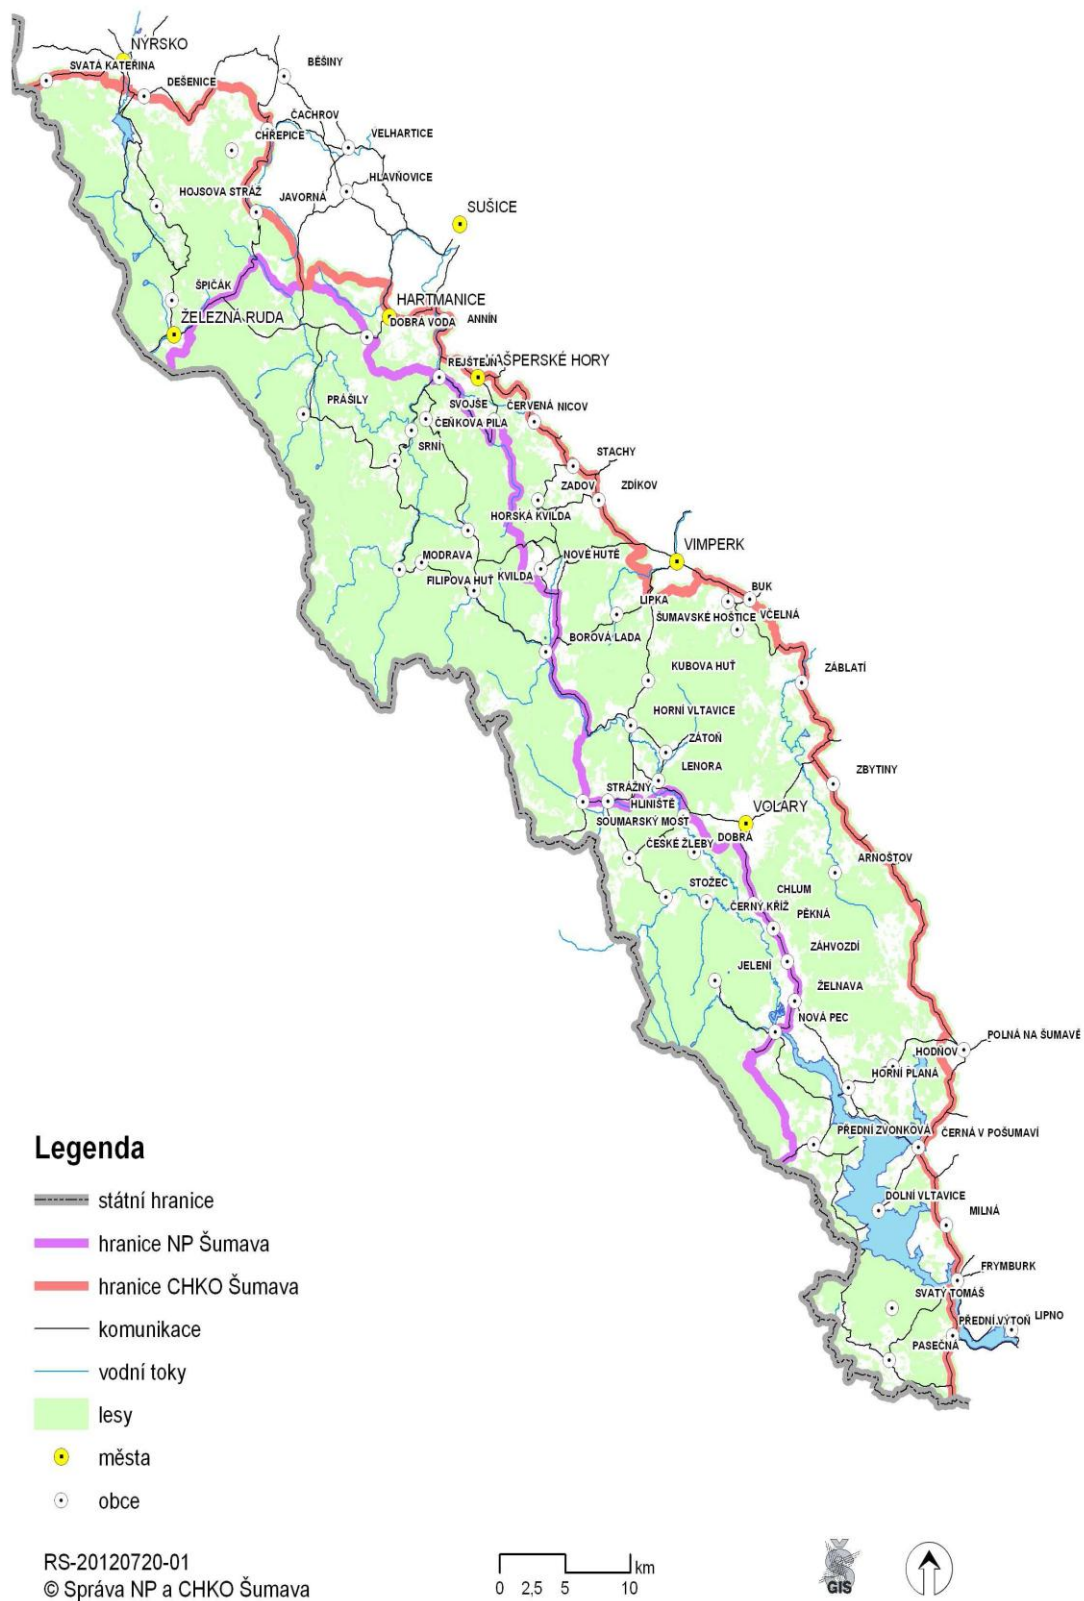 NÝRSKO
SVATÁ KATEŘINA
BĚŠINY
DEŠENICE
ČACHROV
CHŘEPICE
VELHARTICE
HLAVŇOVICE
HOJSOVA STRÁŽ
JAVORNÁ
SUŠICE
ŠPIČÁK
HARTMANICE
ŽELEZNÁ RUDA
DOBRÁ VODA
ANNÍN
REJŠTEJN
KAŠPERSKÉ HORY
PRÁŠILY
SVOJŠE
ČERVENÁ
NICOV
ČEŇKOVA PILA
SRNÍ
STACHY
ZADOV
ZDÍKOV
HORSKÁ KVILDA
VIMPERK
MODRAVA
NOVÉ HUTĚ
FILIPOVA HUŤ
KVILDA
BUK
LIPKA
VČELNÁ
ŠUMAVSKÉ HOŠTICE
BOROVÁ LADA
ZÁBLATÍ
KUBOVA HUŤ
HORNÍ VLTAVICE
ZÁTOŇ
LENORA
ZBYTINY
STRÁŽNÝ
HLINIŠTĚ
VOLARY
SOUMARSKÝ MOST
DOBRÁ
ČESKÉ ŽLEBY
ARNOŠTOV
STOŽEC
CHLUM
ČERNÝ KŘÍŽ
PĚKNÁ
ZÁHVOZDÍ
JELENÍ
ŽELNAVA
NOVÁ PEC
POLNÁ NA ŠUMAVĚ
HODŇOV
HORNÍ PLANÁ
PŘEDNÍ ZVONKOVÁ
ČERNÁ V POŠUMAVÍ
DOLNÍ VLTAVICE
MILNÁ
FRYMBURK
SVATÝ TOMÁŠ
PŘEDNÍ VÝTOŇ
LIPNO
PASEČNÁ
Legenda
státní hranice
hranice NP Šumava
hranice CHKO Šumava
komunikace
vodní toky
lesy
města
obce
RS-20120720-01
© Správa NP a CHKO Šumava
km
0 2,5 5 10
GIS